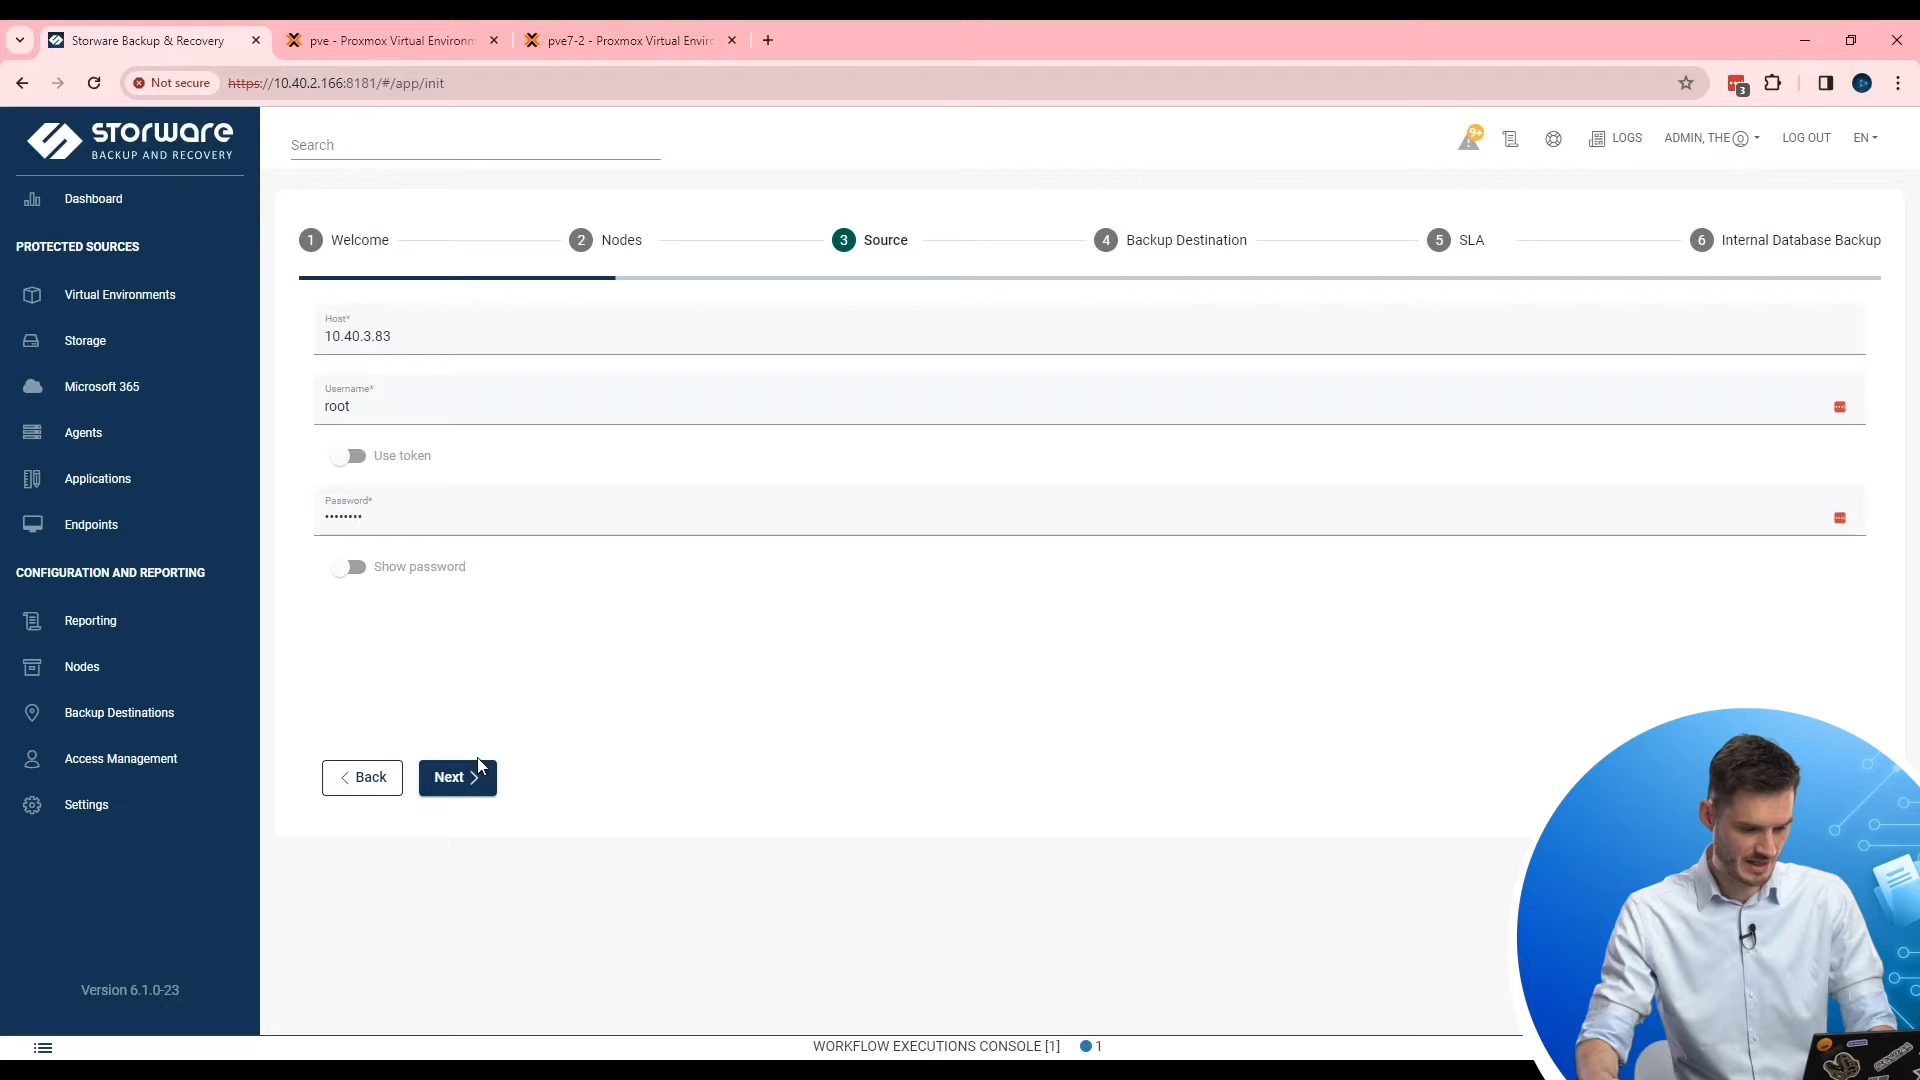 Storware Backup & Recovery
pve - Proxmox Virtual Environm
pve7-2 - Proxmox Virtual Enviro
Not secure
https://10.40.2.166:8181/#/app/init
3
STORWARE
BACKUP AND RECOVERY
Search
9+
LOGS
ADMIN, THE
LOG OUT
EN
Dashboard
PROTECTED SOURCES
Virtual Environments
Storage
Microsoft 365
Agents
Applications
Endpoints
CONFIGURATION AND REPORTING
Reporting
Nodes
Backup Destinations
Access Management
Settings
Version 6.1.0-23
1 Welcome
2 Nodes
3 Source
4 Backup Destination
5 SLA
6 Internal Database Backup
Host*
10.40.3.83
Username*
root
Use token
Password*
••••••••
Show password
Back
Next
WORKFLOW EXECUTIONS CONSOLE [1]
1